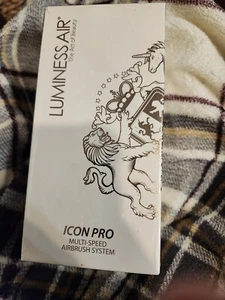 LUMINESS AIR®
The Art of Beauty
ICON PRO
MULTI-SPEED
AIRBRUSH SYSTEM